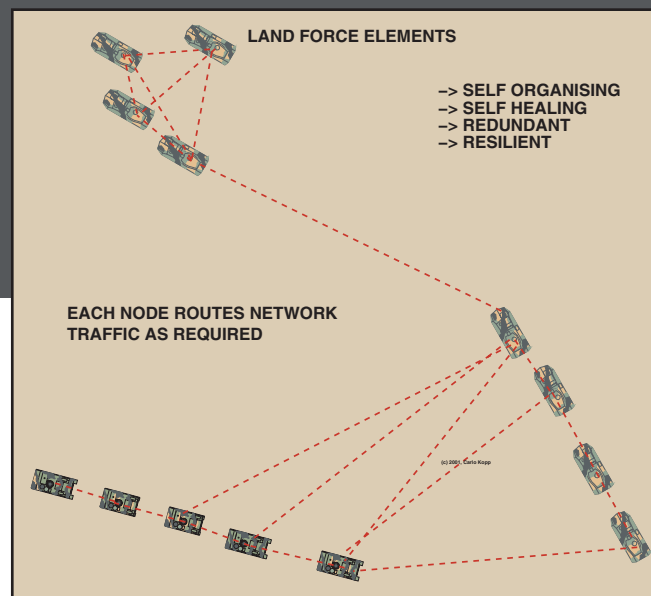 LAND FORCE ELEMENTS
–> SELF ORGANISING
–> SELF HEALING
–> REDUNDANT
–> RESILIENT
EACH NODE ROUTES NETWORK
TRAFFIC AS REQUIRED
(c) 2001, Carlo Kopp